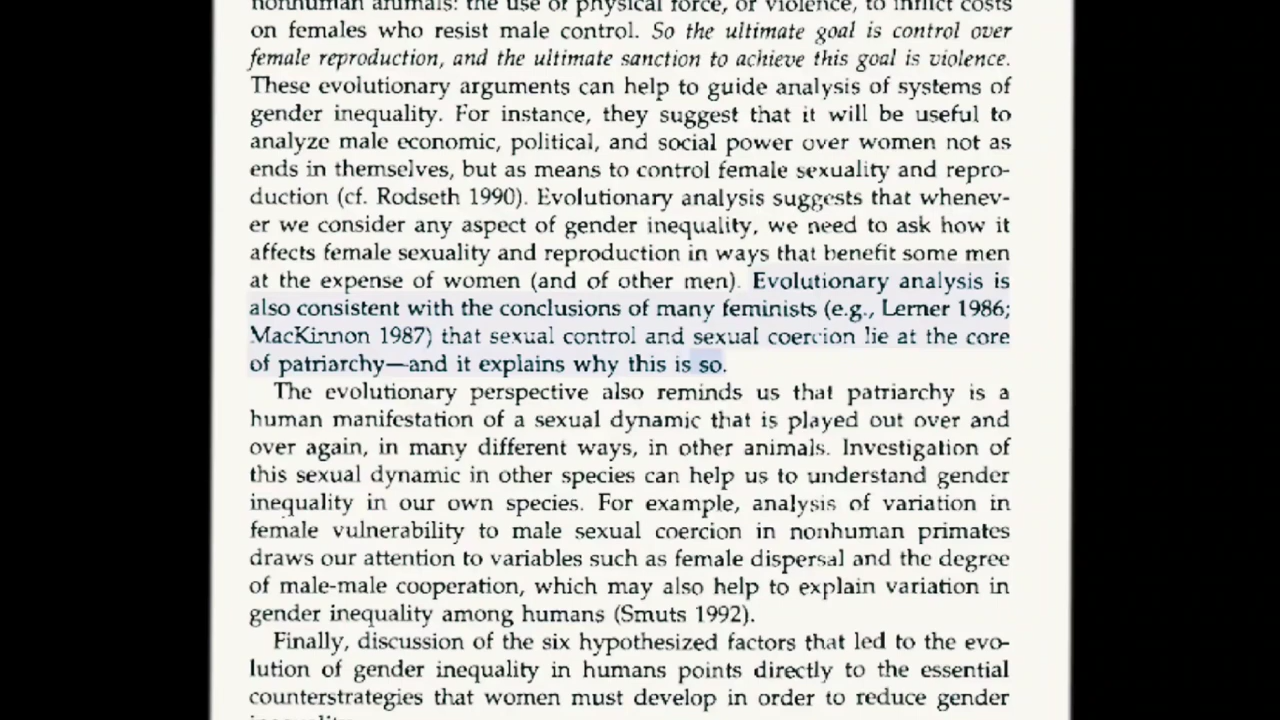 nonhuman animals: the use of physical force, or violence, to inflict costs
on females who resist male control. So the ultimate goal is control over
female reproduction, and the ultimate sanction to achieve this goal is violence.
These evolutionary arguments can help to guide analysis of systems of
gender inequality. For instance, they suggest that it will be useful to
analyze male economic, political, and social power over women not as
ends in themselves, but as means to control female sexuality and repro-
duction (cf. Rodseth 1990). Evolutionary analysis suggests that whenev-
er we consider any aspect of gender inequality, we need to ask how it
affects female sexuality and reproduction in ways that benefit some men
at the expense of women (and of other men). Evolutionary analysis is
also consistent with the conclusions of many feminists (e.g., Lerner 1986;
MacKinnon 1987) that sexual control and sexual coercion lie at the core
of patriarchy—and it explains why this is so.
The evolutionary perspective also reminds us that patriarchy is a
human manifestation of a sexual dynamic that is played out over and
over again, in many different ways, in other animals. Investigation of
this sexual dynamic in other species can help us to understand gender
inequality in our own species. For example, analysis of variation in
female vulnerability to male sexual coercion in nonhuman primates
draws our attention to variables such as female dispersal and the degree
of male-male cooperation, which may also help to explain variation in
gender inequality among humans (Smuts 1992).
Finally, discussion of the six hypothesized factors that led to the evo-
lution of gender inequality in humans points directly to the essential
counterstrategies that women must develop in order to reduce gender